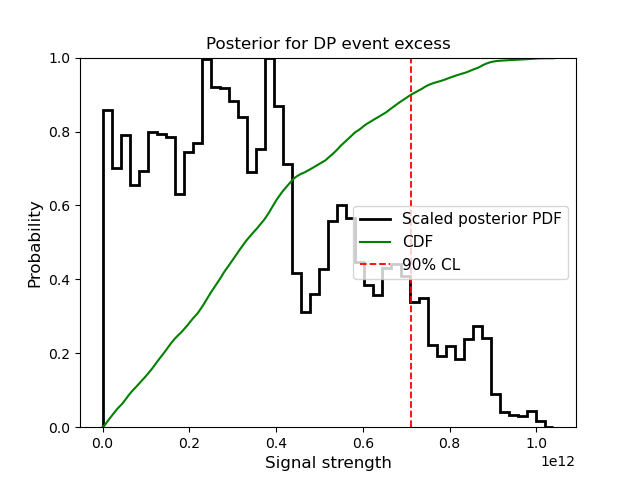 Posterior for DP event excess
Probability
1.0
0.8
0.6
0.4
0.2
0.0
Scaled posterior PDF
CDF
90% CL
0.0 0.2 0.4 0.6 0.8 1.0
1e12
Signal strength